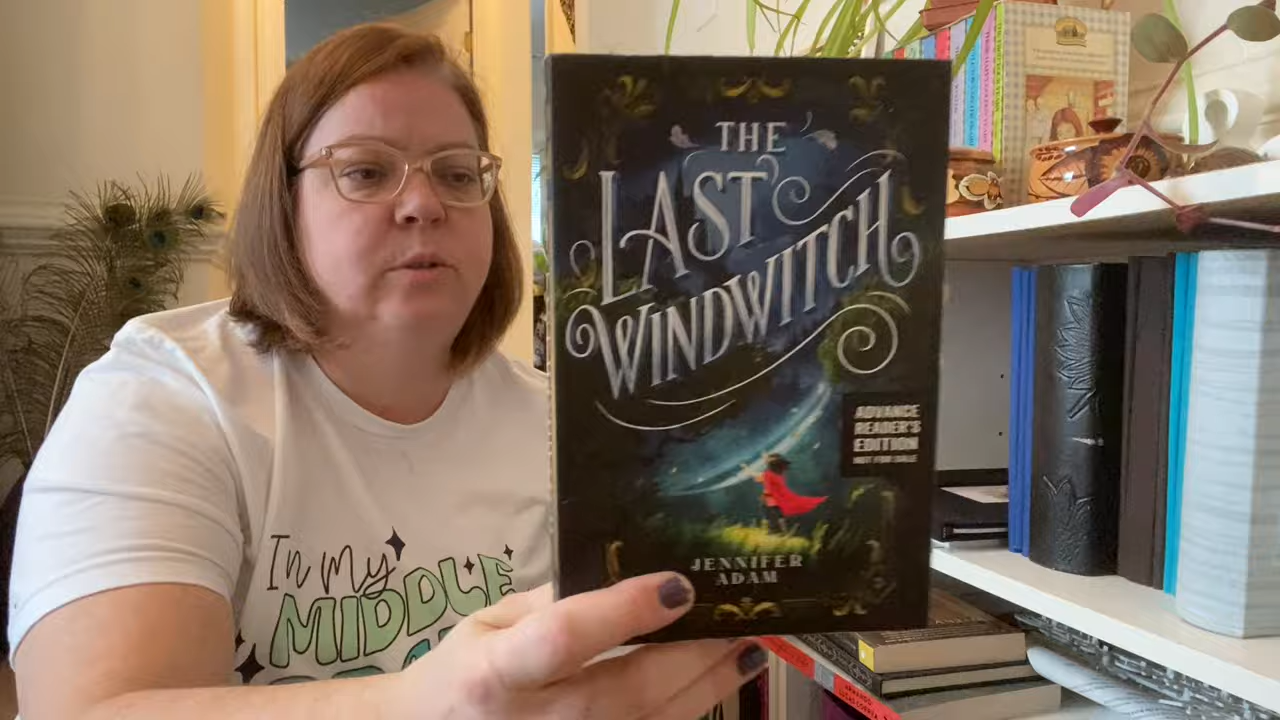 THE
LAST
WINDWITCH
ADVANCE
READER'S
EDITION
NOT FOR SALE
JENNIFER
ADAM
In My
MIDDLE